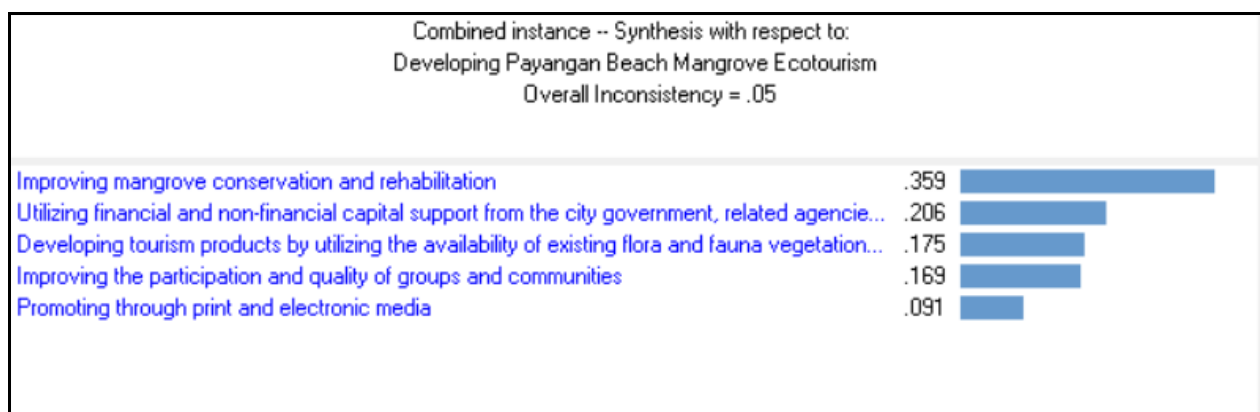 Combined instance -- Synthesis with respect to:
Developing Payangan Beach Mangrove Ecotourism
Overall Inconsistency = .05
Improving mangrove conservation and rehabilitation .359
Utilizing financial and non-financial capital support from the city government, related agencie... .206
Developing tourism products by utilizing the availability of existing flora and fauna vegetation... .175
Improving the participation and quality of groups and communities .169
Promoting through print and electronic media .091